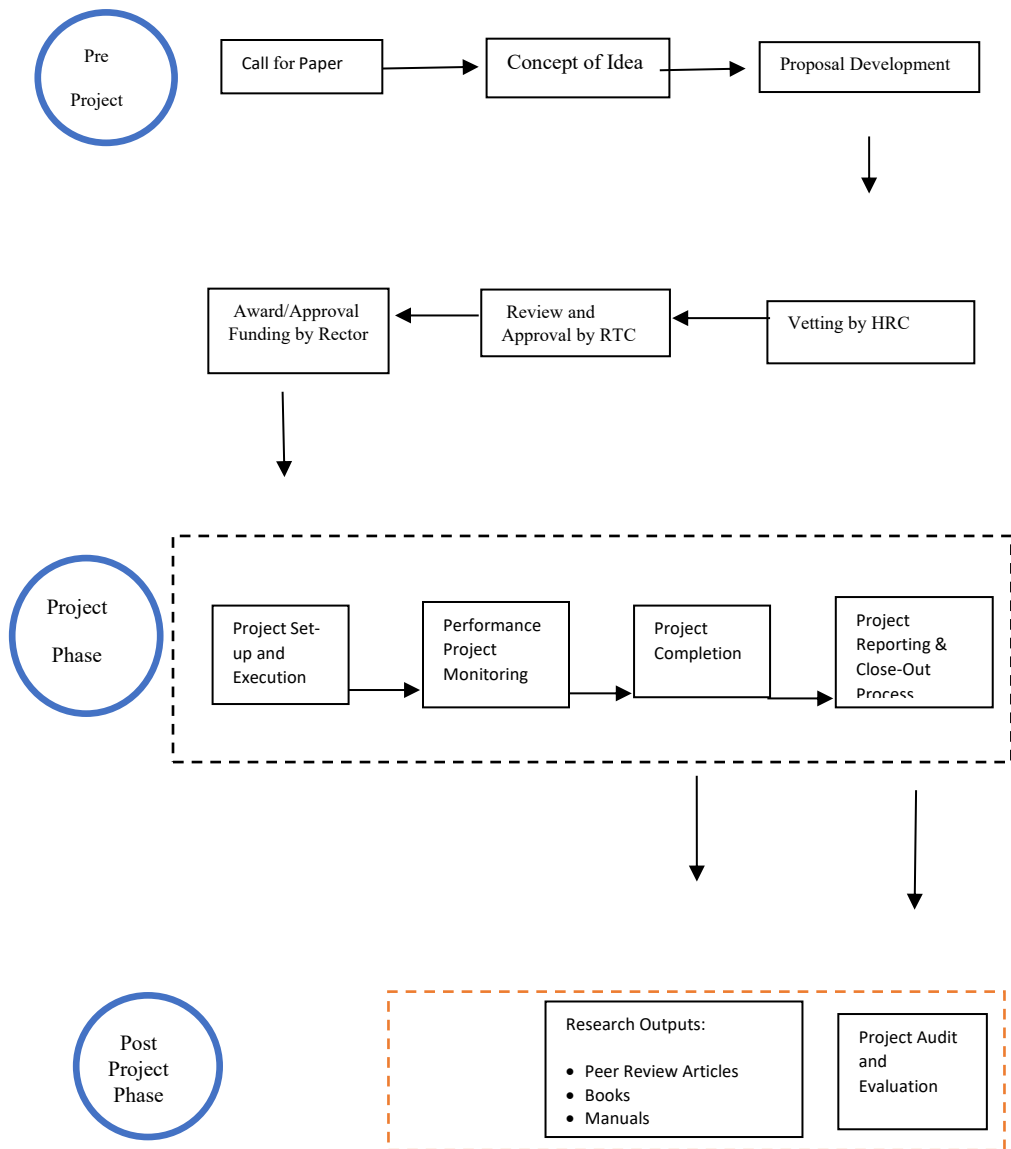 Pre
Project
Call for Paper
Concept of Idea
Proposal Development
Award/Approval
Funding by Rector
Review and
Approval by RTC
Vetting by HRC
Project
Phase
Project Set-
up and
Execution
Performance
Project
Monitoring
Project
Completion
Project
Reporting &
Close-Out
Process
Post
Project
Phase
Research Outputs:
• Peer Review Articles
• Books
• Manuals
Project Audit
and
Evaluation